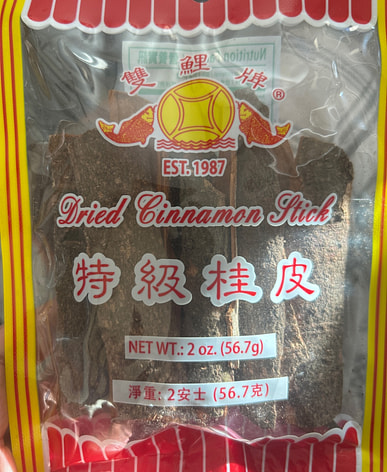 Nutrition
雙鯉牌®
EST. 1987
Dried Cinnamon Stick
特級桂皮
NET WT.: 2 oz. (56.7g)
淨重: 2安士 (56.7克)